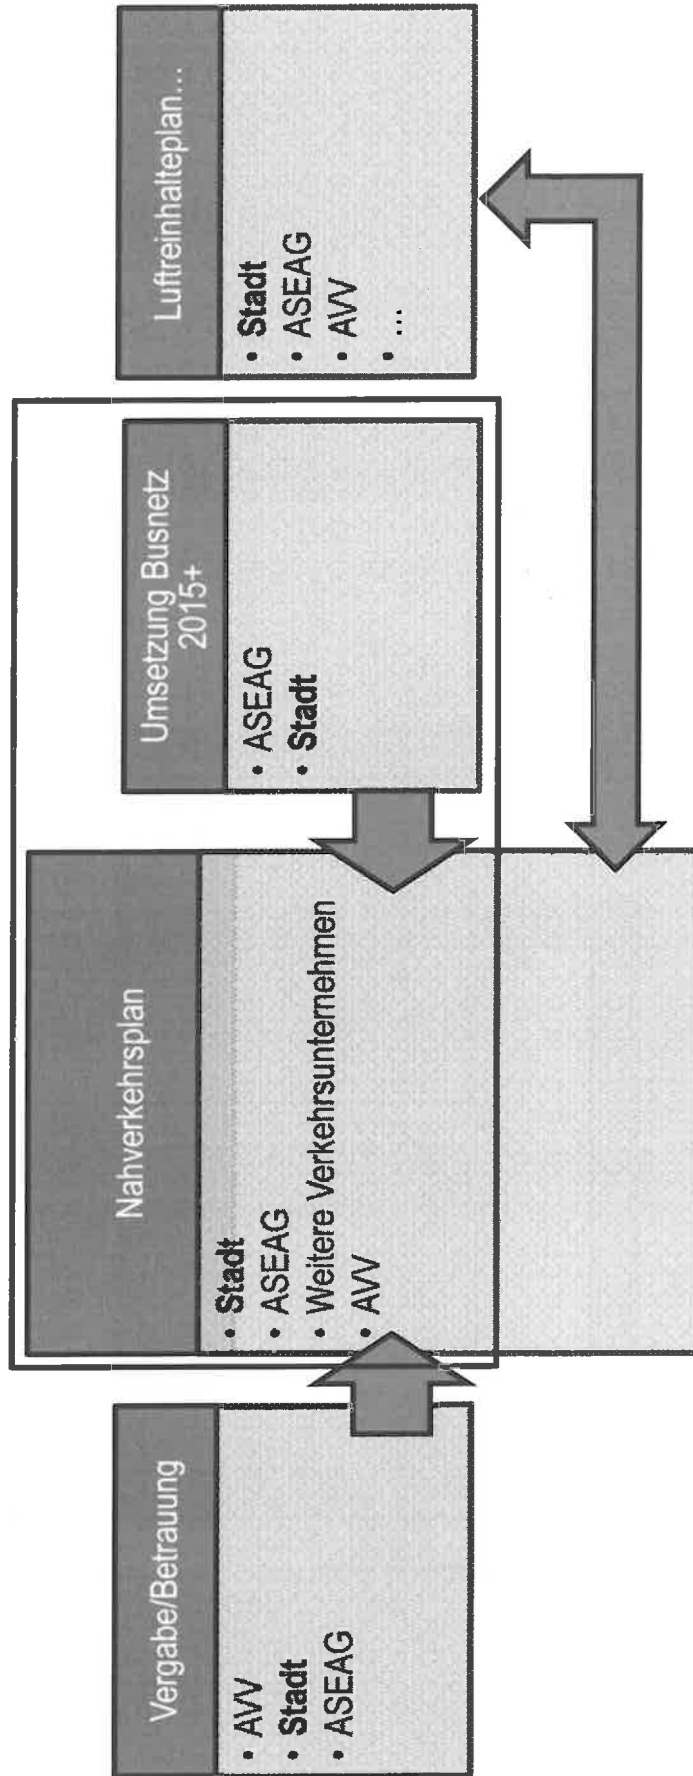 Vergabe/Betrauung
• AVV
• Stadt
• ASEAG
Nahverkehrsplan
• Stadt
• ASEAG
• Weitere Verkehrsunternehmen
• AVV
Umsetzung Busnetz
2015+
• ASEAG
• Stadt
Luftreinhalteplan...
• Stadt
• ASEAG
• AVV
• ...